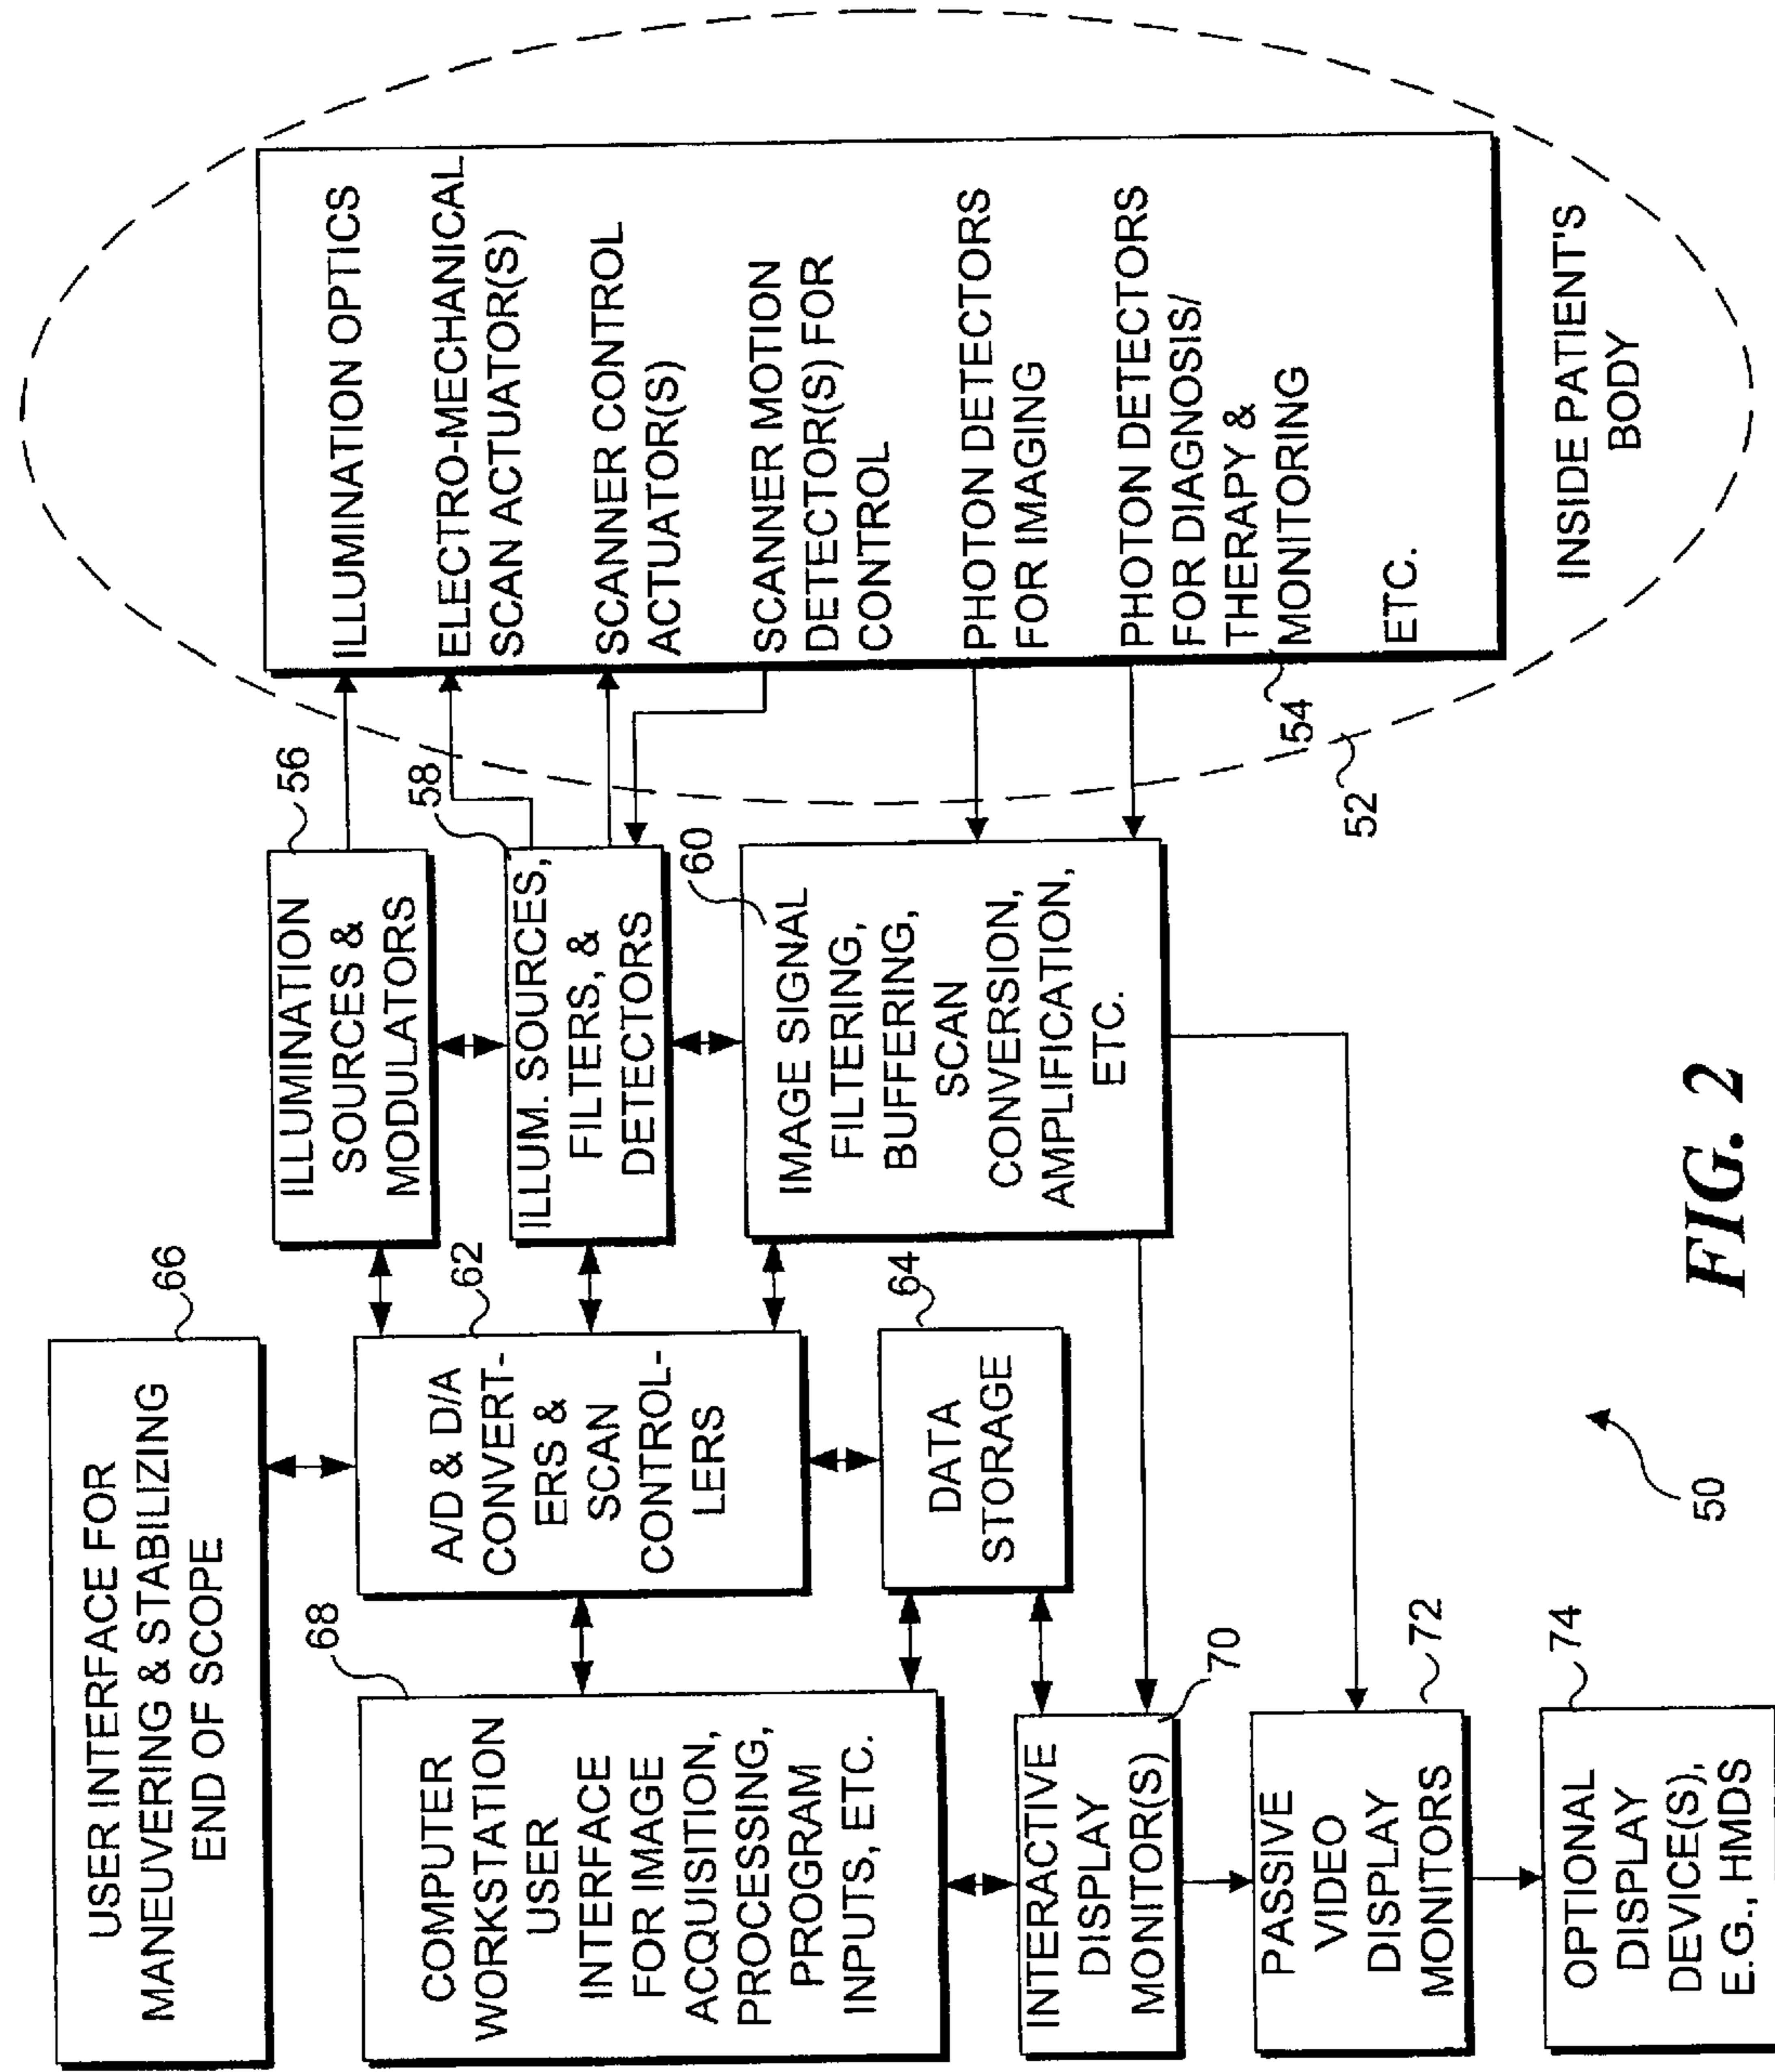 USER INTERFACE FOR
MANEUVERING & STABILIZING
END OF SCOPE
66
COMPUTER
WORKSTATION
USER
INTERFACE
FOR IMAGE
ACQUISITION,
PROCESSING,
PROGRAM
INPUTS, ETC.
68
A/D & D/A
CONVERT-
ERS &
SCAN
CONTROL-
LERS
62
ILLUMINATION
SOURCES &
MODULATORS
56
ILLUM. SOURCES,
FILTERS, &
DETECTORS
58
IMAGE SIGNAL
FILTERING,
BUFFERING,
SCAN
CONVERSION,
AMPLIFICATION,
ETC.
60
DATA
STORAGE
64
INTERACTIVE
DISPLAY
MONITOR(S)
70
PASSIVE
VIDEO
DISPLAY
MONITORS
72
OPTIONAL
DISPLAY
DEVICE(S),
E.G., HMDS
74
ILLUMINATION OPTICS
ELECTRO-MECHANICAL
SCAN ACTUATOR(S)
SCANNER CONTROL
ACTUATOR(S)
SCANNER MOTION
DETECTOR(S) FOR
CONTROL
PHOTON DETECTORS
FOR IMAGING
PHOTON DETECTORS
FOR DIAGNOSIS/
THERAPY &
MONITORING
ETC.
54
52
INSIDE PATIENT'S
BODY
50
FIG. 2